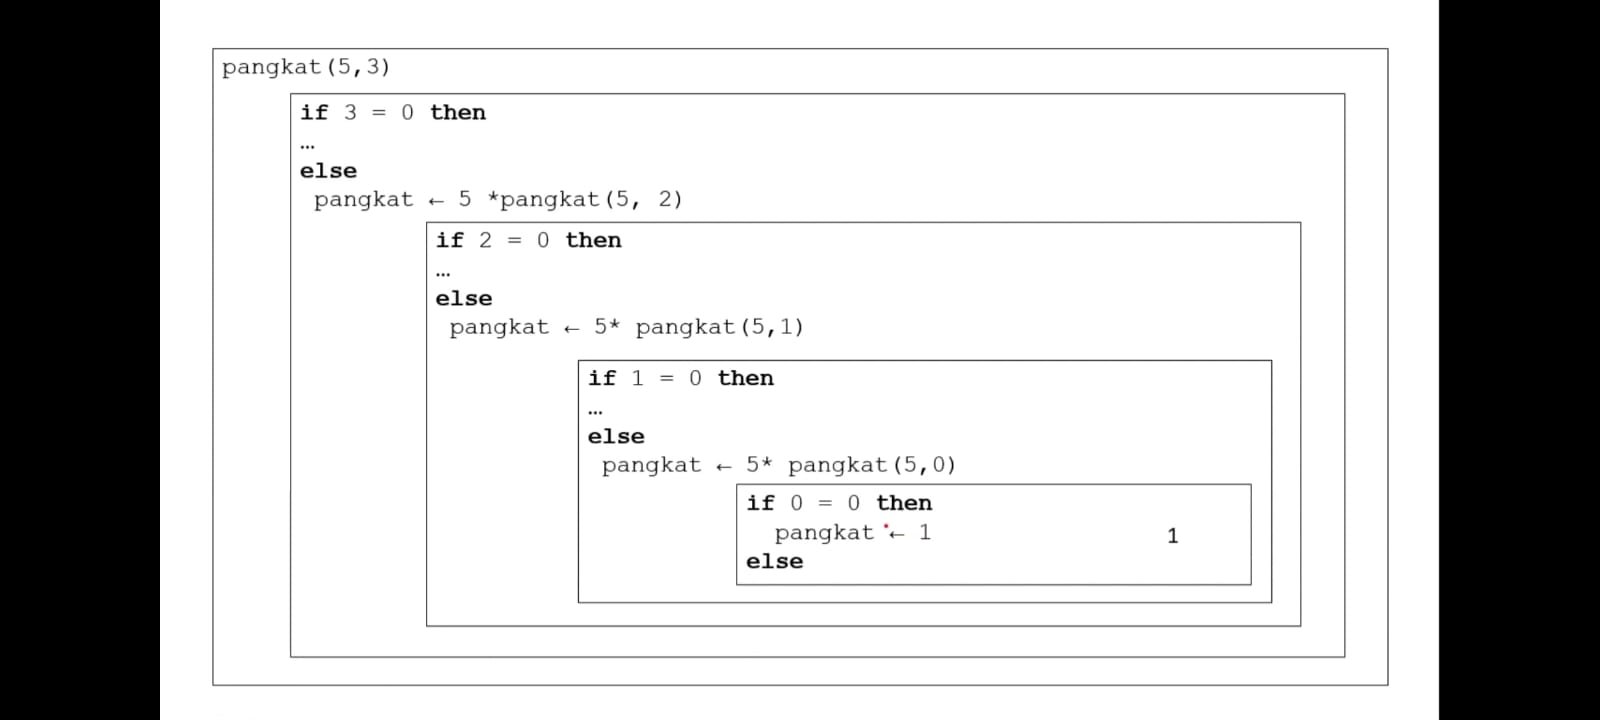 pangkat(5,3)
if 3 = 0 then
…
else
pangkat ← 5 *pangkat(5, 2)
if 2 = 0 then
…
else
pangkat ← 5* pangkat(5,1)
if 1 = 0 then
…
else
pangkat ← 5* pangkat(5,0)
if 0 = 0 then
pangkat ← 1 1
else